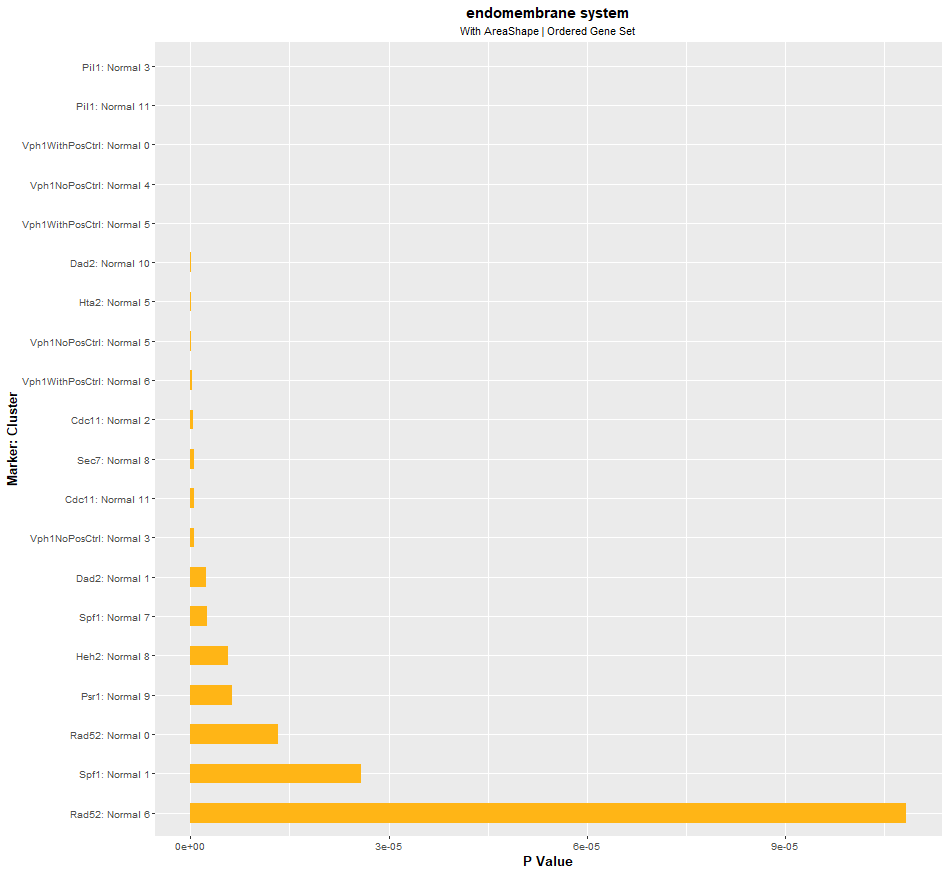 endomembrane system
With AreaShape | Ordered Gene Set
Marker: Cluster
Pil1: Normal 3
Pil1: Normal 11
Vph1WithPosCtrl: Normal 0
Vph1NoPosCtrl: Normal 4
Vph1WithPosCtrl: Normal 5
Dad2: Normal 10
Hta2: Normal 5
Vph1NoPosCtrl: Normal 5
Vph1WithPosCtrl: Normal 6
Cdc11: Normal 2
Sec7: Normal 8
Cdc11: Normal 11
Vph1NoPosCtrl: Normal 3
Dad2: Normal 1
Spf1: Normal 7
Heh2: Normal 8
Psr1: Normal 9
Rad52: Normal 0
Spf1: Normal 1
Rad52: Normal 6
0e+00 3e-05 6e-05 9e-05
P Value